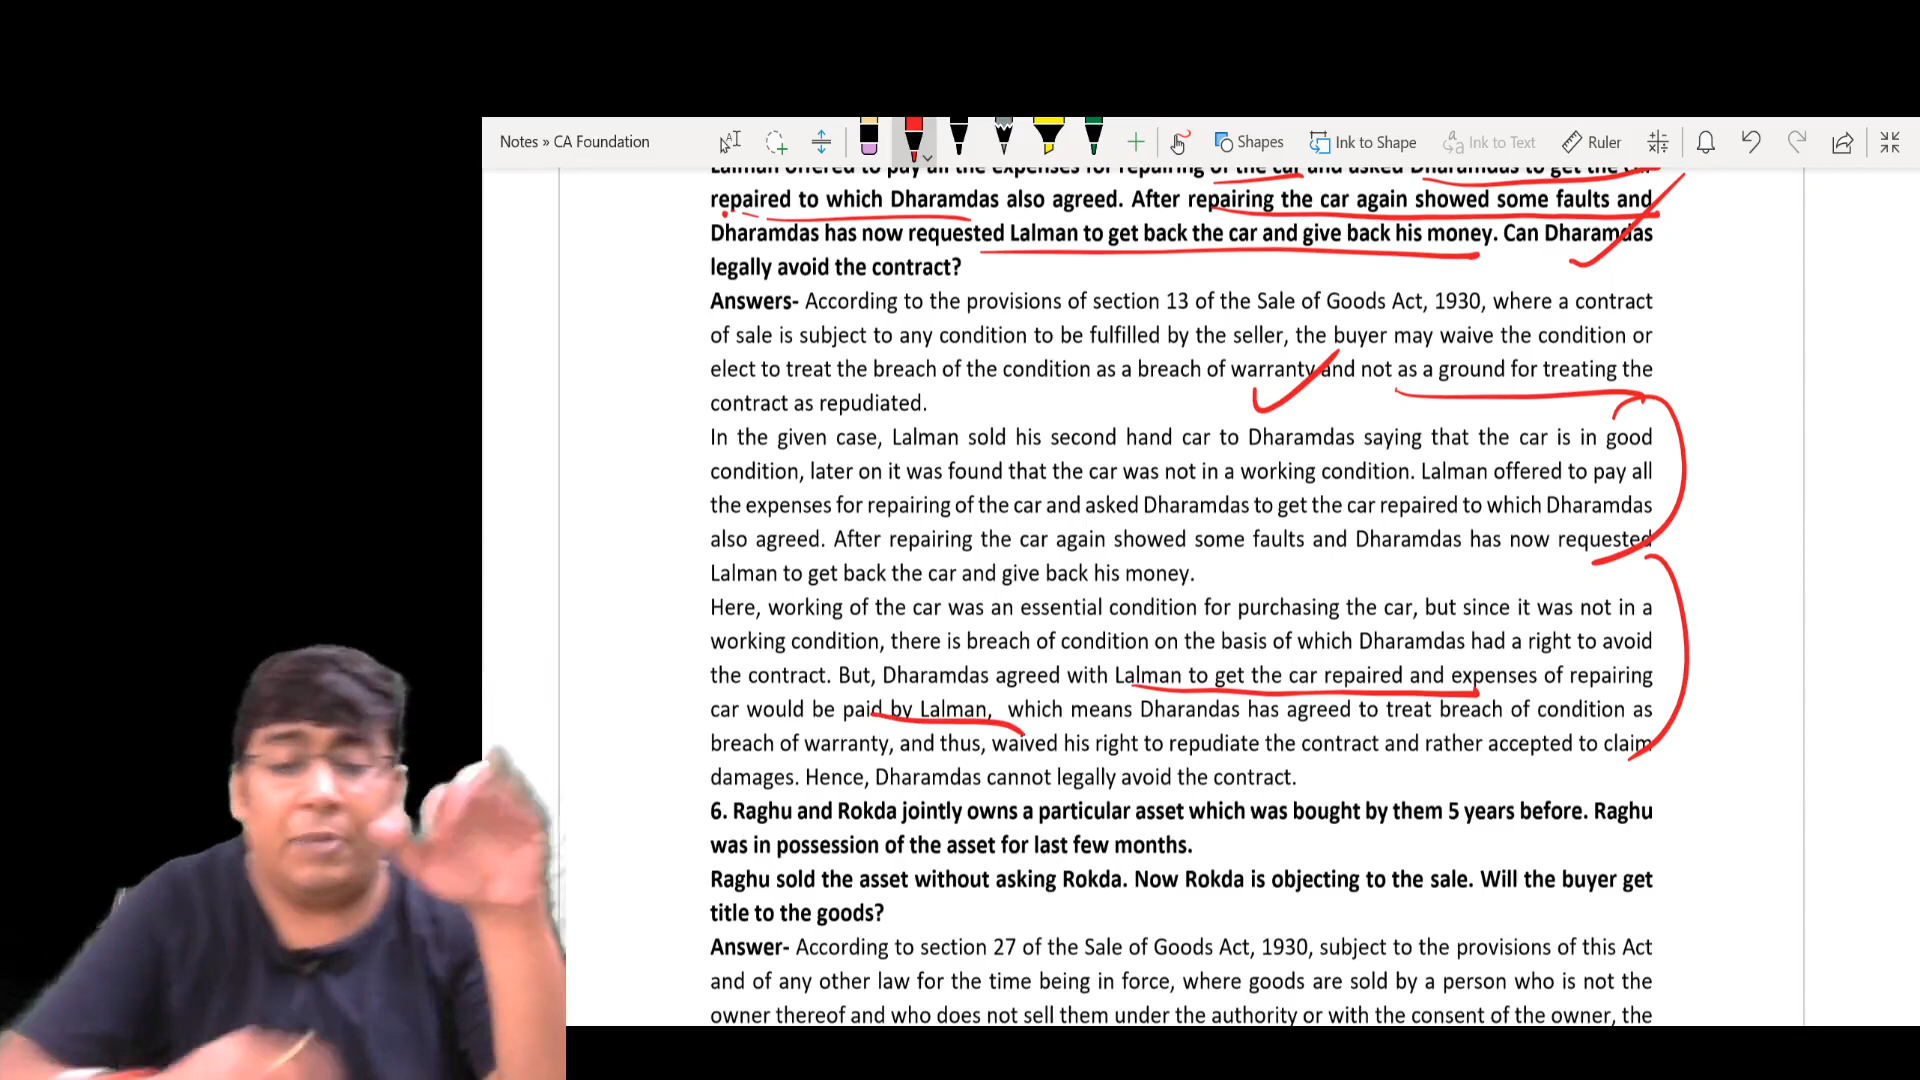 Notes » CA Foundation
Shapes
Ink to Shape
Ink to Text
Ruler
Lalman offered to pay all the expenses for repairing of the car and asked Dharamdas to get the car
repaired to which Dharamdas also agreed. After repairing the car again showed some faults and
Dharamdas has now requested Lalman to get back the car and give back his money. Can Dharamdas
legally avoid the contract?
Answers- According to the provisions of section 13 of the Sale of Goods Act, 1930, where a contract
of sale is subject to any condition to be fulfilled by the seller, the buyer may waive the condition or
elect to treat the breach of the condition as a breach of warranty and not as a ground for treating the
contract as repudiated.
In the given case, Lalman sold his second hand car to Dharamdas saying that the car is in good
condition, later on it was found that the car was not in a working condition. Lalman offered to pay all
the expenses for repairing of the car and asked Dharamdas to get the car repaired to which Dharamdas
also agreed. After repairing the car again showed some faults and Dharamdas has now requested
Lalman to get back the car and give back his money.
Here, working of the car was an essential condition for purchasing the car, but since it was not in a
working condition, there is breach of condition on the basis of which Dharamdas had a right to avoid
the contract. But, Dharamdas agreed with Lalman to get the car repaired and expenses of repairing
car would be paid by Lalman, which means Dharandas has agreed to treat breach of condition as
breach of warranty, and thus, waived his right to repudiate the contract and rather accepted to claim
damages. Hence, Dharamdas cannot legally avoid the contract.
6. Raghu and Rokda jointly owns a particular asset which was bought by them 5 years before. Raghu
was in possession of the asset for last few months.
Raghu sold the asset without asking Rokda. Now Rokda is objecting to the sale. Will the buyer get
title to the goods?
Answer- According to section 27 of the Sale of Goods Act, 1930, subject to the provisions of this Act
and of any other law for the time being in force, where goods are sold by a person who is not the
owner thereof and who does not sell them under the authority or with the consent of the owner, the